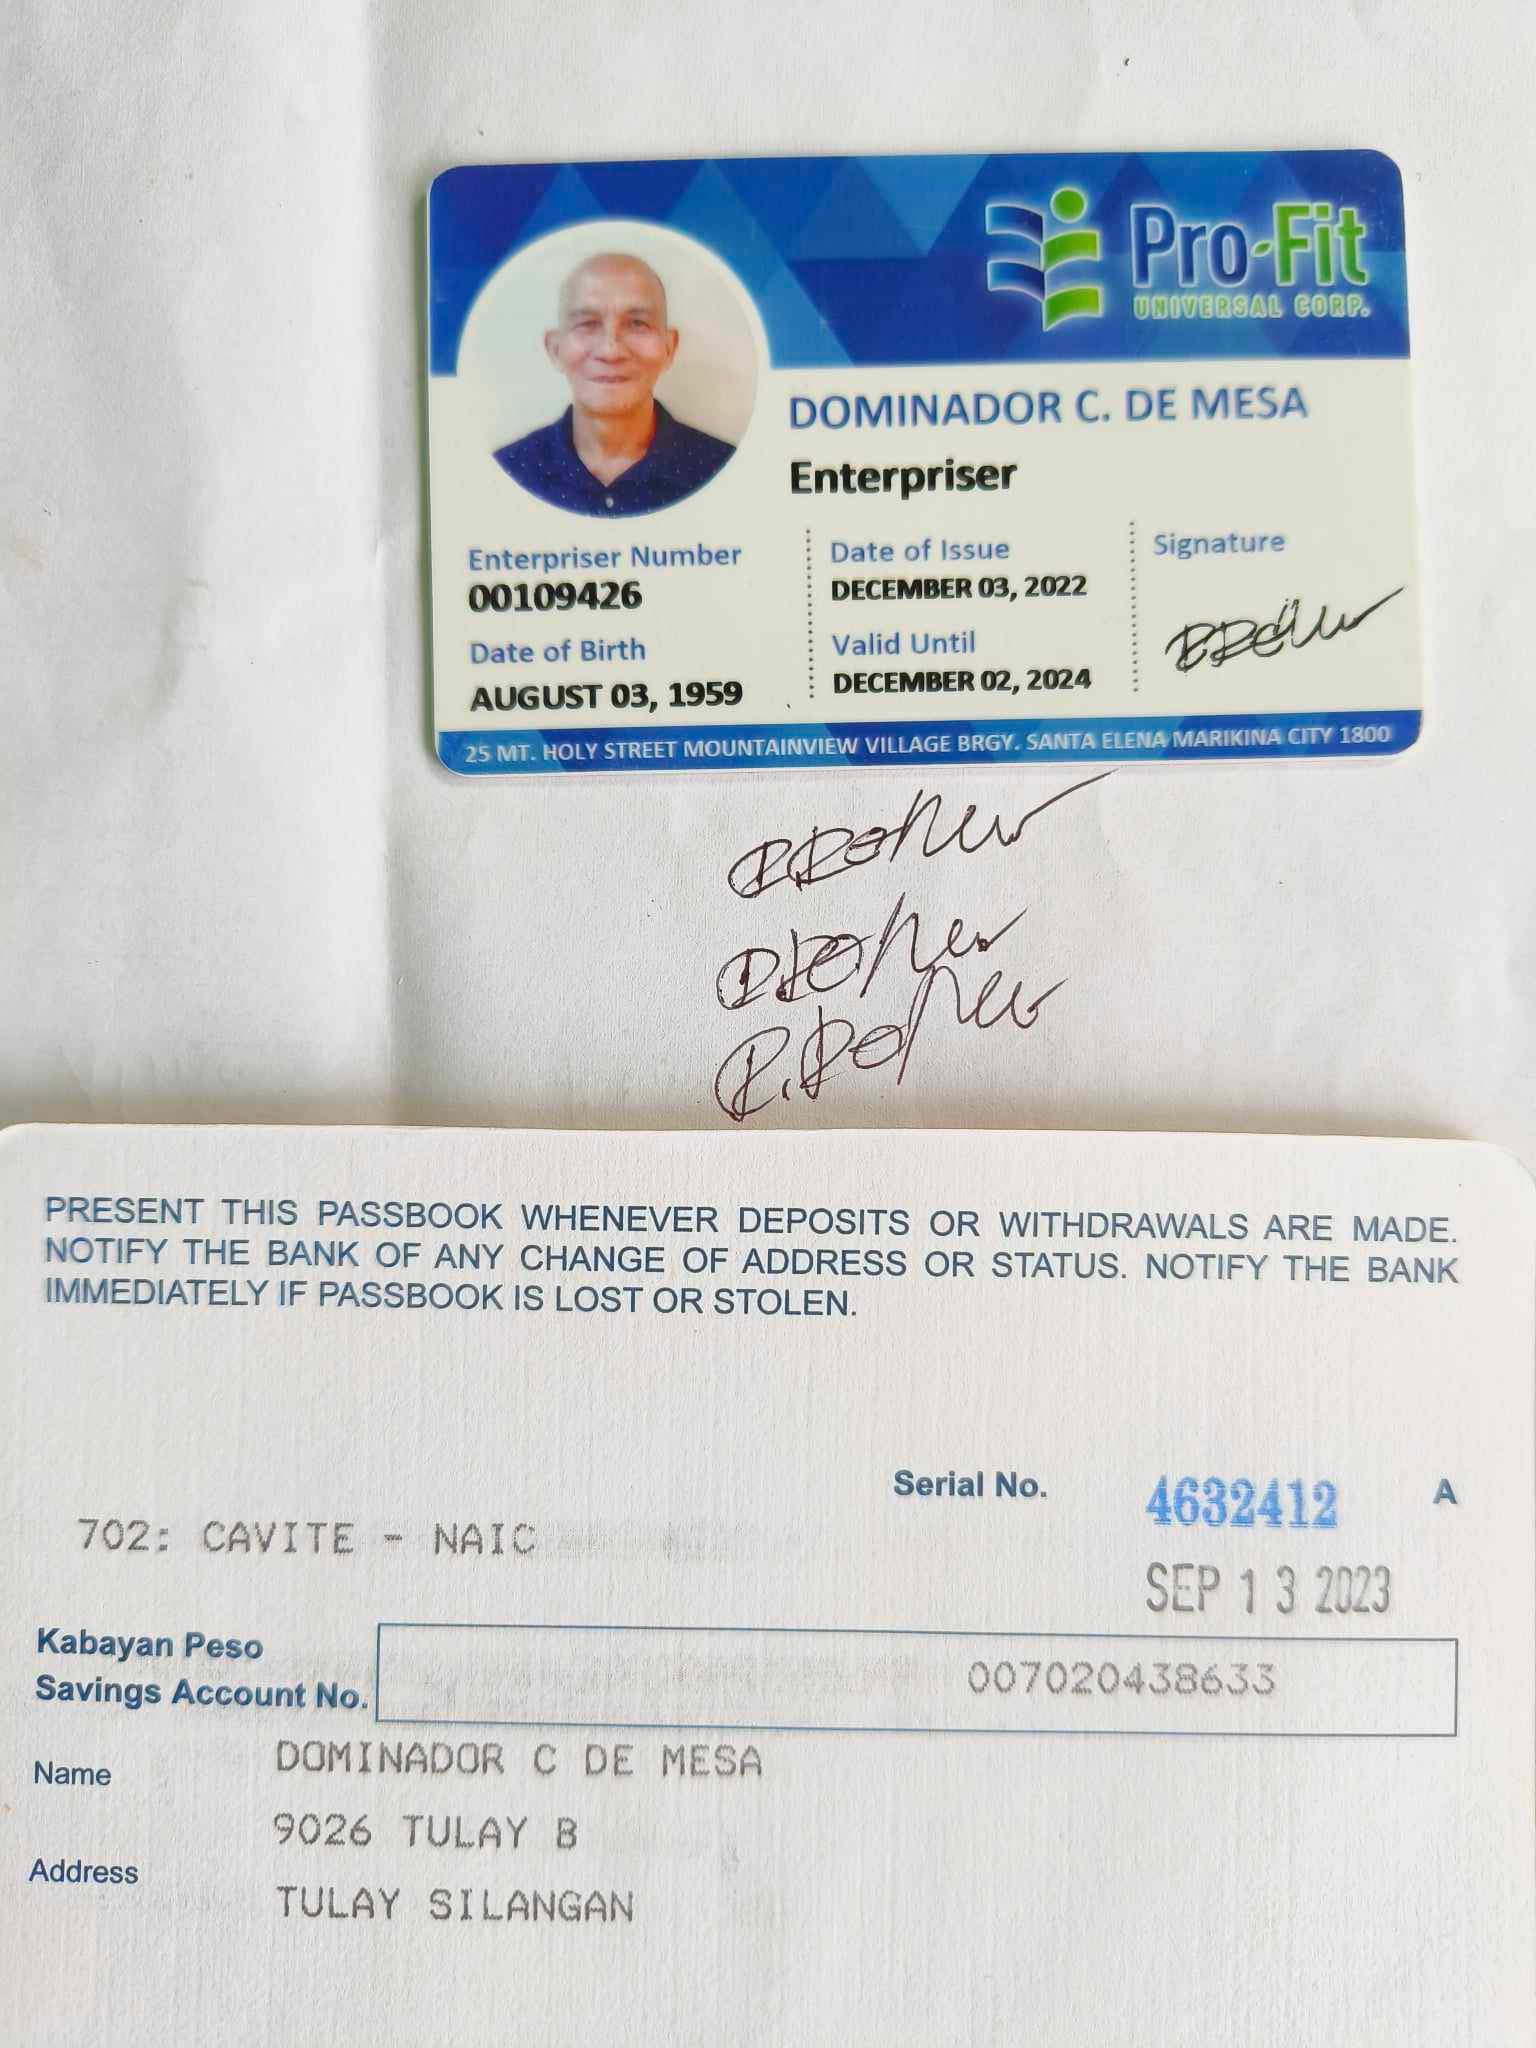 Pro-Fit
UNIVERSAL CORP.
DOMINADOR C. DE MESA
Enterpriser
Enterpriser Number
00109426
Date of Birth
AUGUST 03, 1959
Date of Issue
DECEMBER 03, 2022
Valid Until
DECEMBER 02, 2024
Signature
25 MT. HOLY STREET MOUNTAINVIEW VILLAGE BRGY. SANTA ELENA MARIKINA CITY 1800
PRESENT THIS PASSBOOK WHENEVER DEPOSITS OR WITHDRAWALS ARE MADE.
NOTIFY THE BANK OF ANY CHANGE OF ADDRESS OR STATUS. NOTIFY THE BANK
IMMEDIATELY IF PASSBOOK IS LOST OR STOLEN.
Serial No. 4632412 A
702: CAVITE - NAIC
SEP 13 2023
Kabayan Peso
Savings Account No. 007020438633
Name DOMINADOR C DE MESA
9026 TULAY B
Address
TULAY SILANGAN